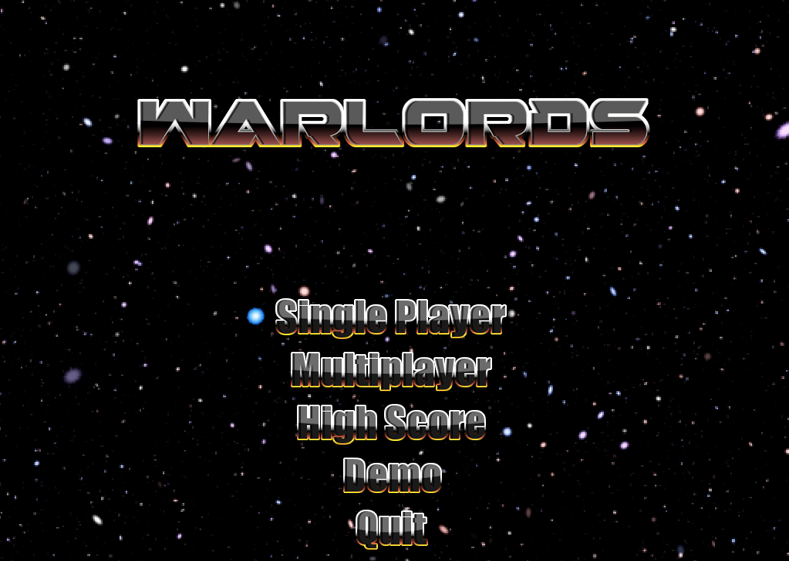 WARLORDS
Single Player
Multiplayer
High Score
Demo
Quit